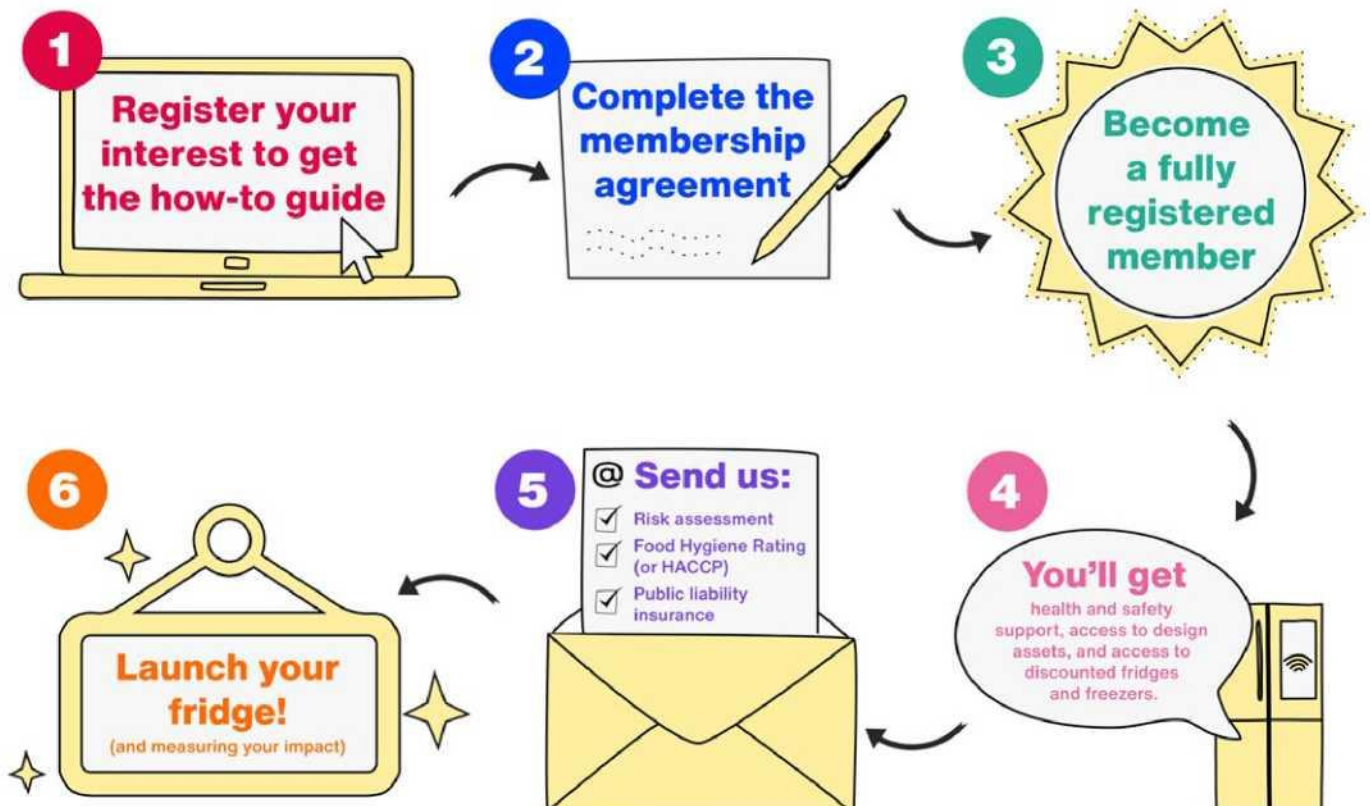 1
Register your
interest to get
the how-to guide
2
Complete the
membership
agreement
3
Become
a fully
registered
member
4
You'll get
health and safety
support, access to design
assets, and access to
discounted fridges
and freezers.
5
@ Send us:
Risk assessment
Food Hygiene Rating
(or HACCP)
Public liability
insurance
6
Launch your
fridge!
(and measuring your impact)